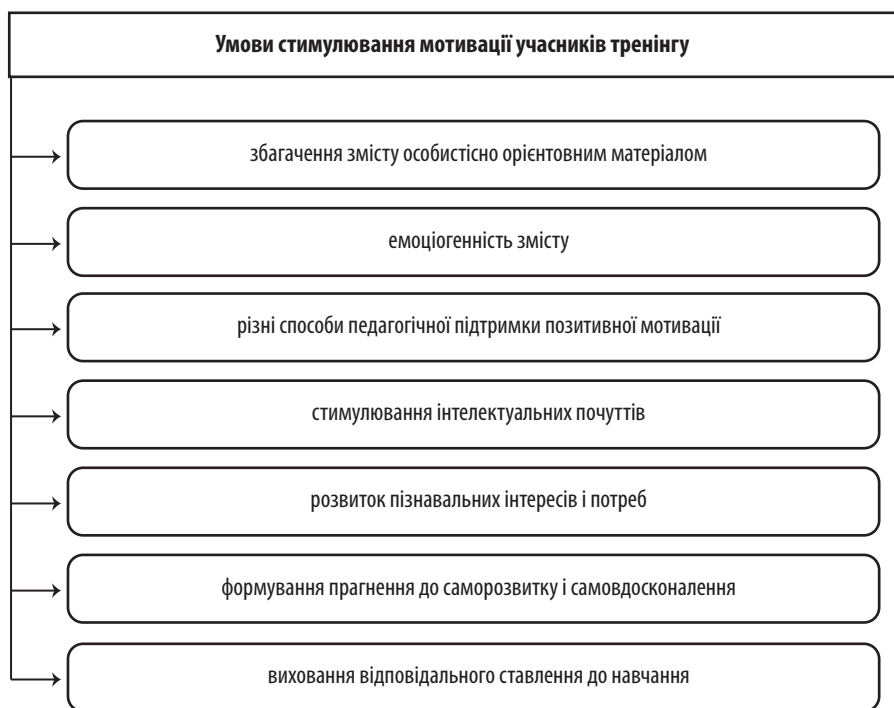 Умови стимулювання мотивації учасників тренінгу
збагачення змісту особистісно орієнтовним матеріалом
емоціогенність змісту
різні способи педагогічної підтримки позитивної мотивації
стимулювання інтелектуальних почуттів
розвиток пізнавальних інтересів і потреб
формування прагнення до саморозвитку і самовдосконалення
виховання відповідального ставлення до навчання